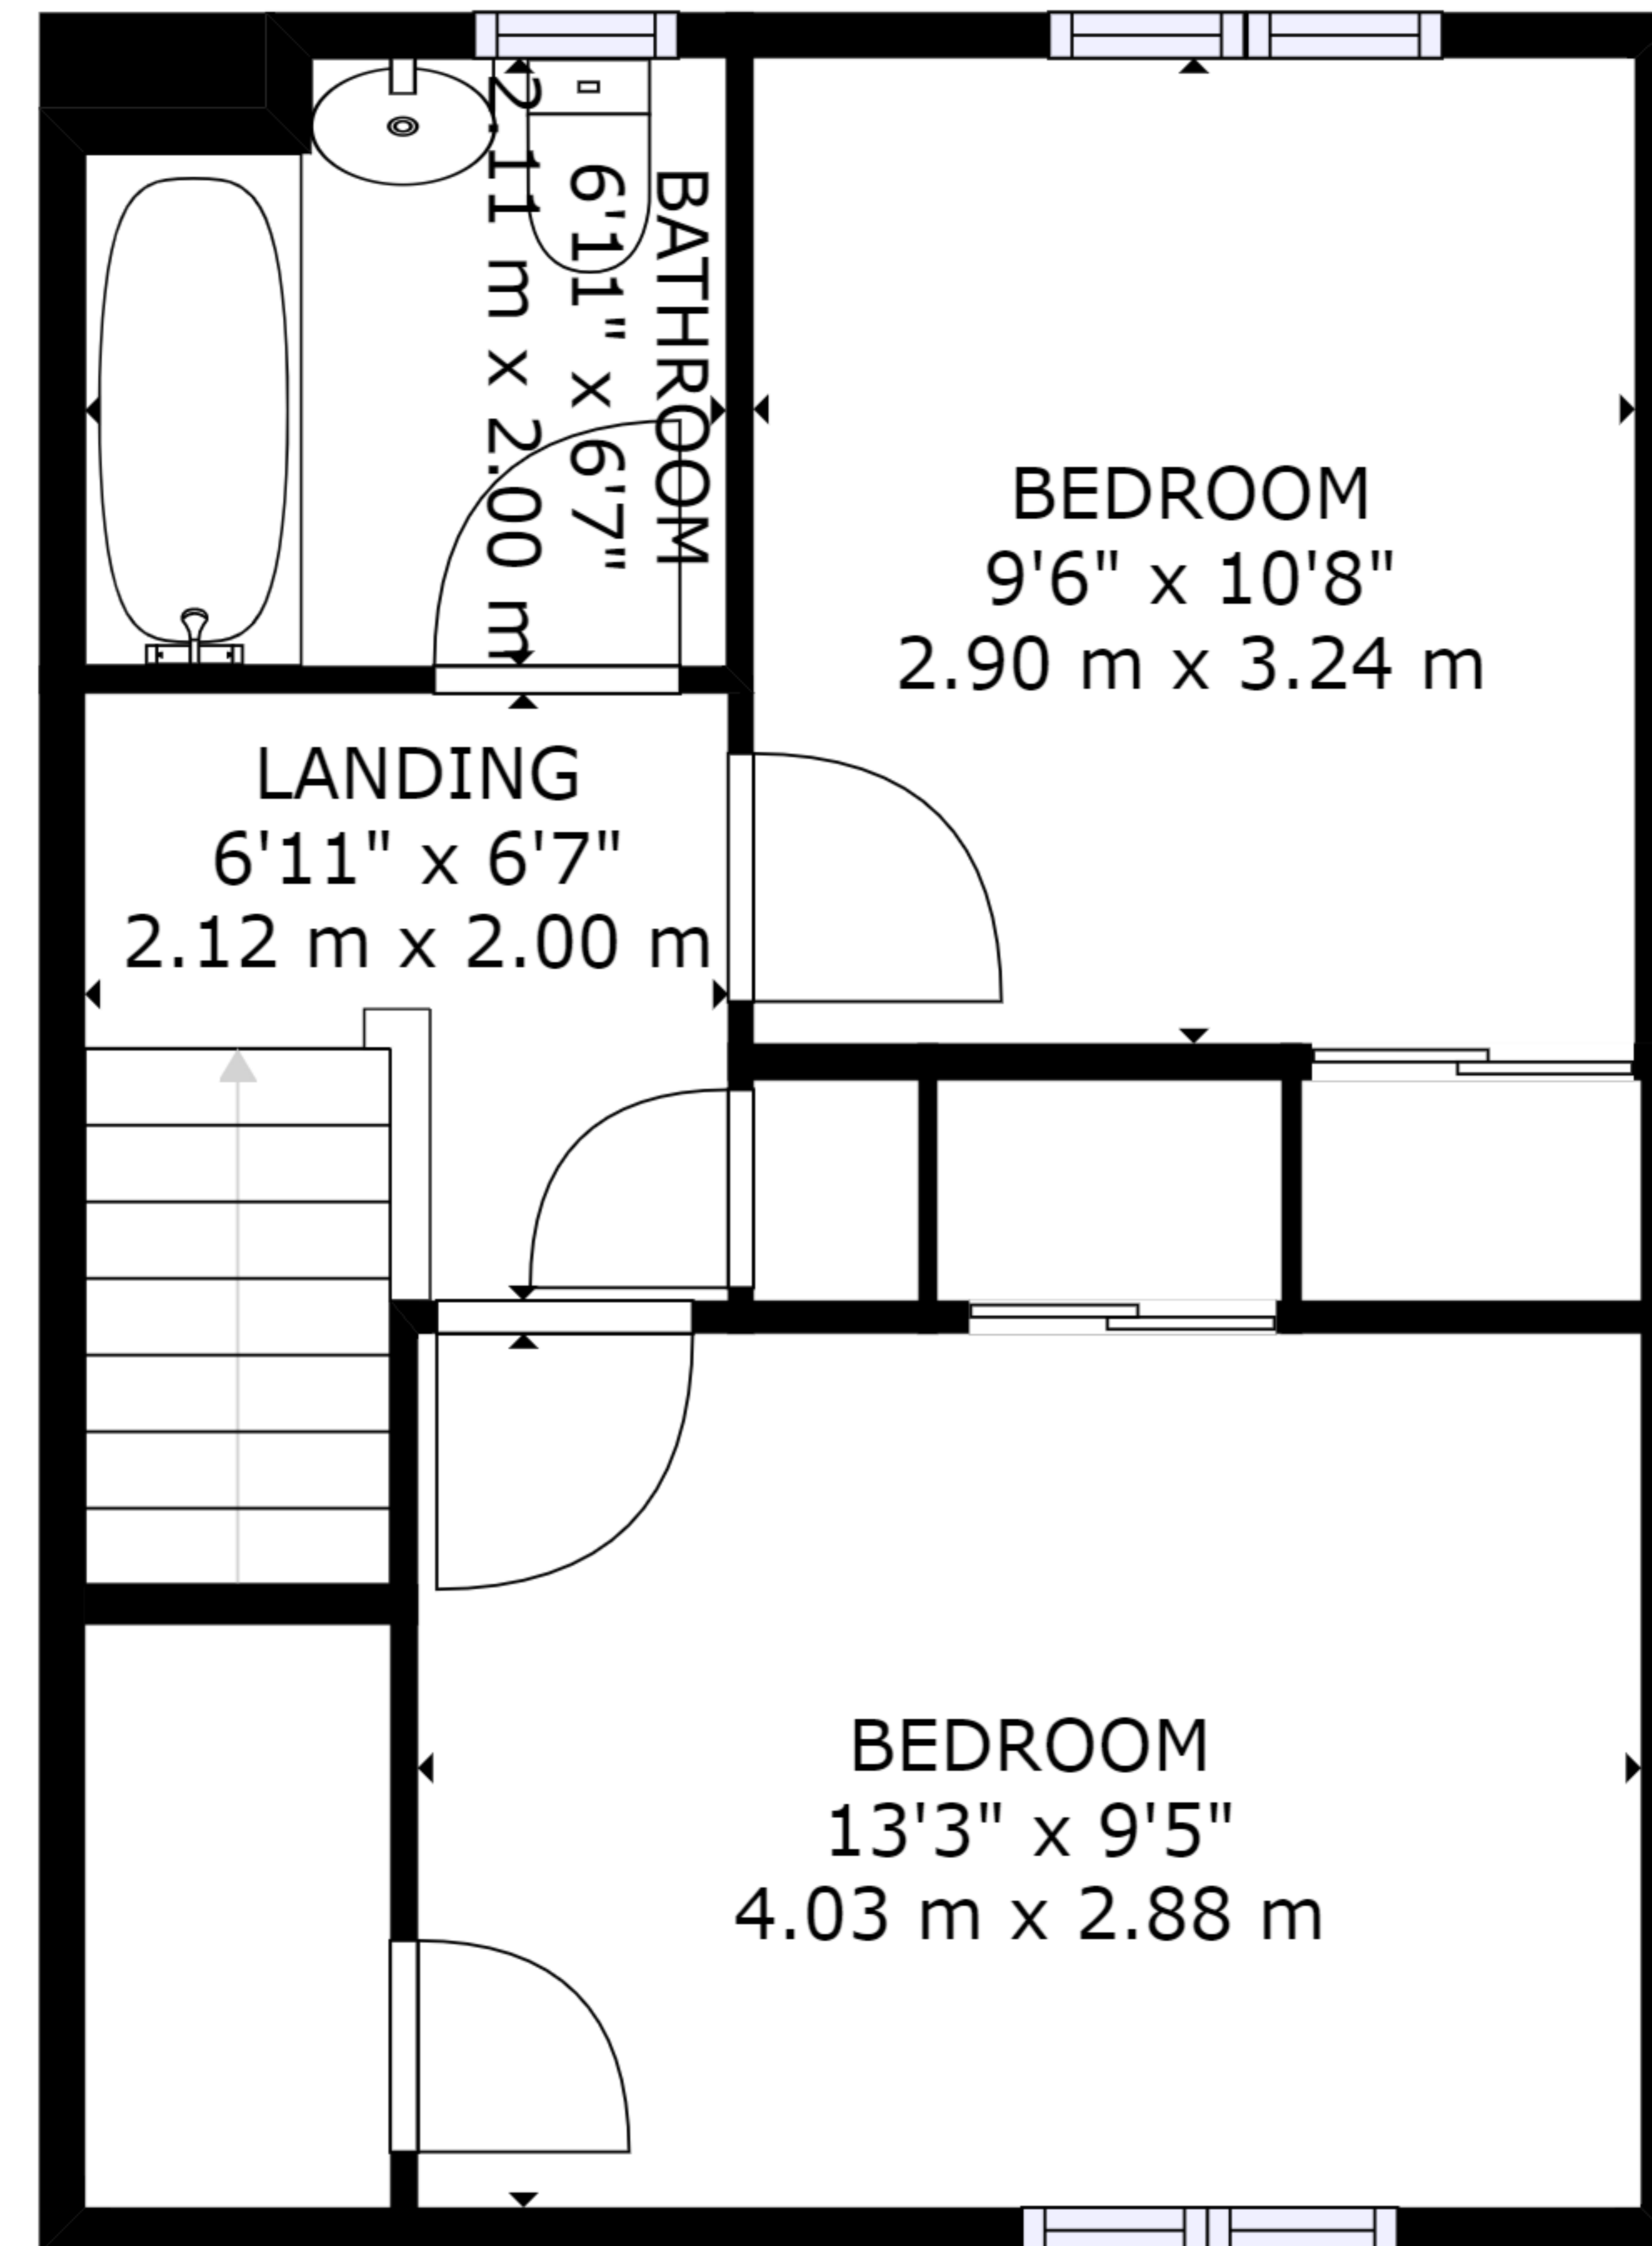 BATHROOM
6'11" x 6'7"
2.11 m x 2.00 m
BEDROOM
9'6" x 10'8"
2.90 m x 3.24 m
LANDING
6'11" x 6'7"
2.12 m x 2.00 m
BEDROOM
13'3" x 9'5"
4.03 m x 2.88 m